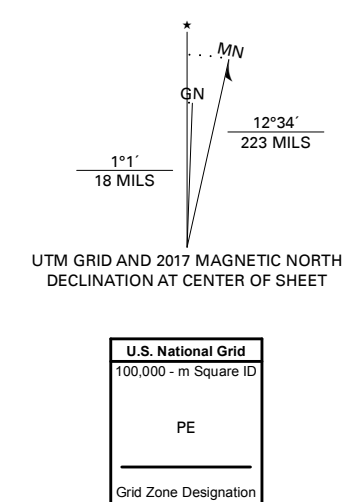 ★
MN
GN
12°34´
223 MILS
1°1´
18 MILS
UTM GRID AND 2017 MAGNETIC NORTH
DECLINATION AT CENTER OF SHEET
U.S. National Grid
100,000 - m Square ID
PE
Grid Zone Designation